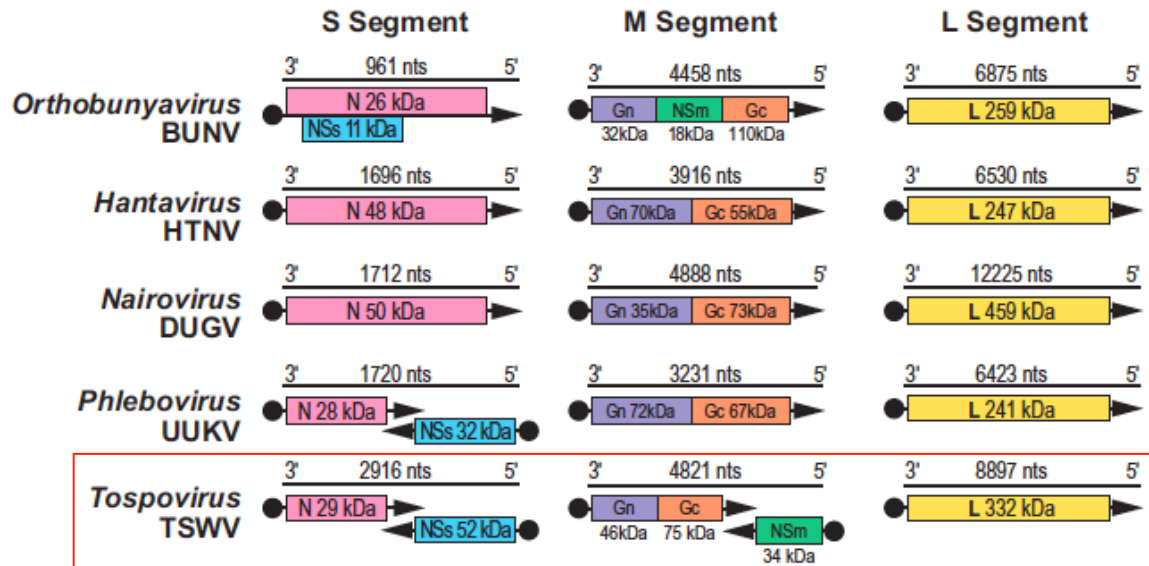 S Segment M Segment L Segment
3' 961 nts 5' 3' 4458 nts 5' 3' 6875 nts 5'
Orthobunyavirus N 26 kDa Gn NSm Gc L 259 kDa
BUNV NSs 11 kDa 32kDa 18kDa 110kDa
3' 1696 nts 5' 3' 3916 nts 5' 3' 6530 nts 5'
Hantavirus N 48 kDa Gn 70kDa Gc 55kDa L 247 kDa
HTNV
3' 1712 nts 5' 3' 4888 nts 5' 3' 12225 nts 5'
Nairovirus N 50 kDa Gn 35kDa Gc 73kDa L 459 kDa
DUGV
3' 1720 nts 5' 3' 3231 nts 5' 3' 6423 nts 5'
Phlebovirus N 28 kDa Gn 72kDa Gc 67kDa L 241 kDa
UUKV NSs 32 kDa
3' 2916 nts 5' 3' 4821 nts 5' 3' 8897 nts 5'
Tospovirus N 29 kDa Gn Gc L 332 kDa
TSWV NSs 52 kDa 46kDa 75 kDa NSm
34 kDa